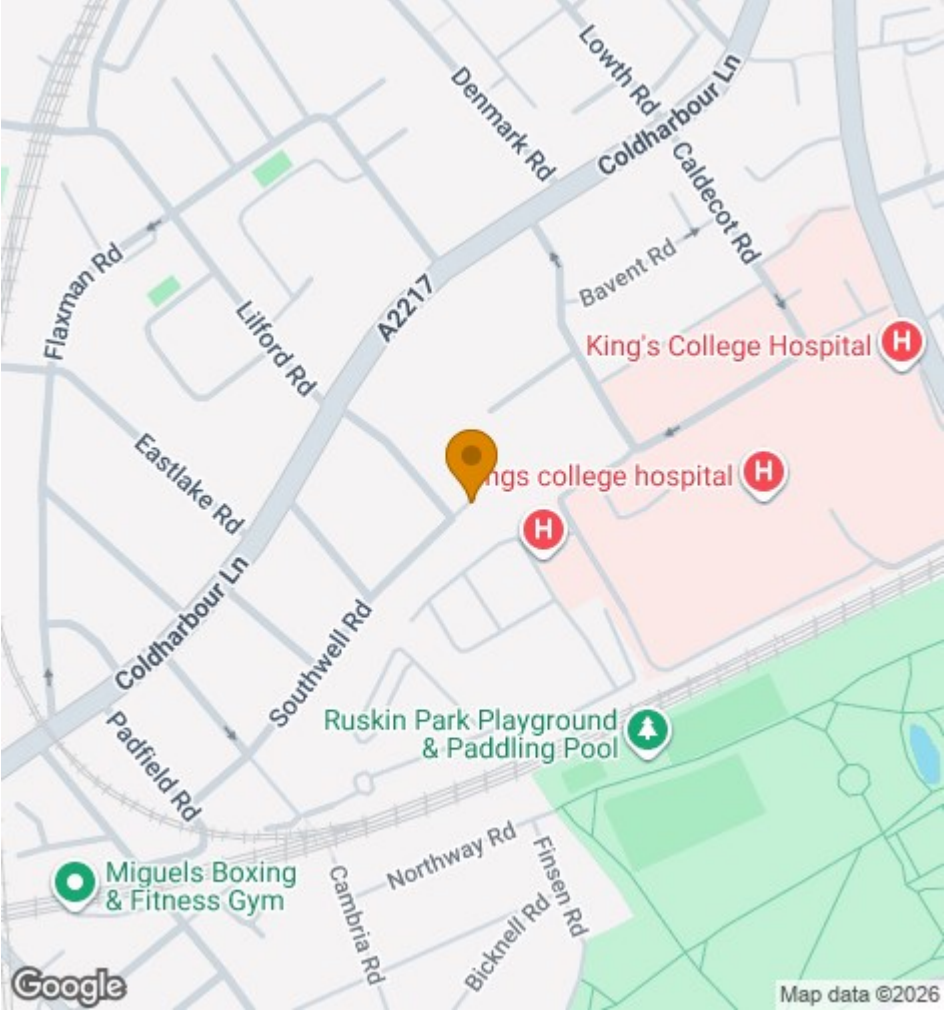 Lowth Rd
Denmark Rd
Coldharbour Ln
Caldecot Rd
Bavent Rd
Flaxman Rd
A2217
Lilford Rd
King's College Hospital
H
Eastlake Rd
ngs college hospital
H
H
Coldharbour Ln
Southwell Rd
Padfield Rd
Ruskin Park Playground
& Paddling Pool
Northway Rd
Finsen Rd
Miguels Boxing
& Fitness Gym
Cambria Rd
Bicknell Rd
Google
Map data ©2026